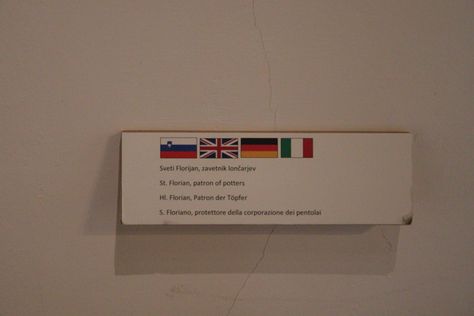 Sveti Florijan, zavetnik lončarjev
St. Florian, patron of potters
Hl. Florian, Patron der Töpfer
S. Floriano, protettore della corporazione dei pentolai